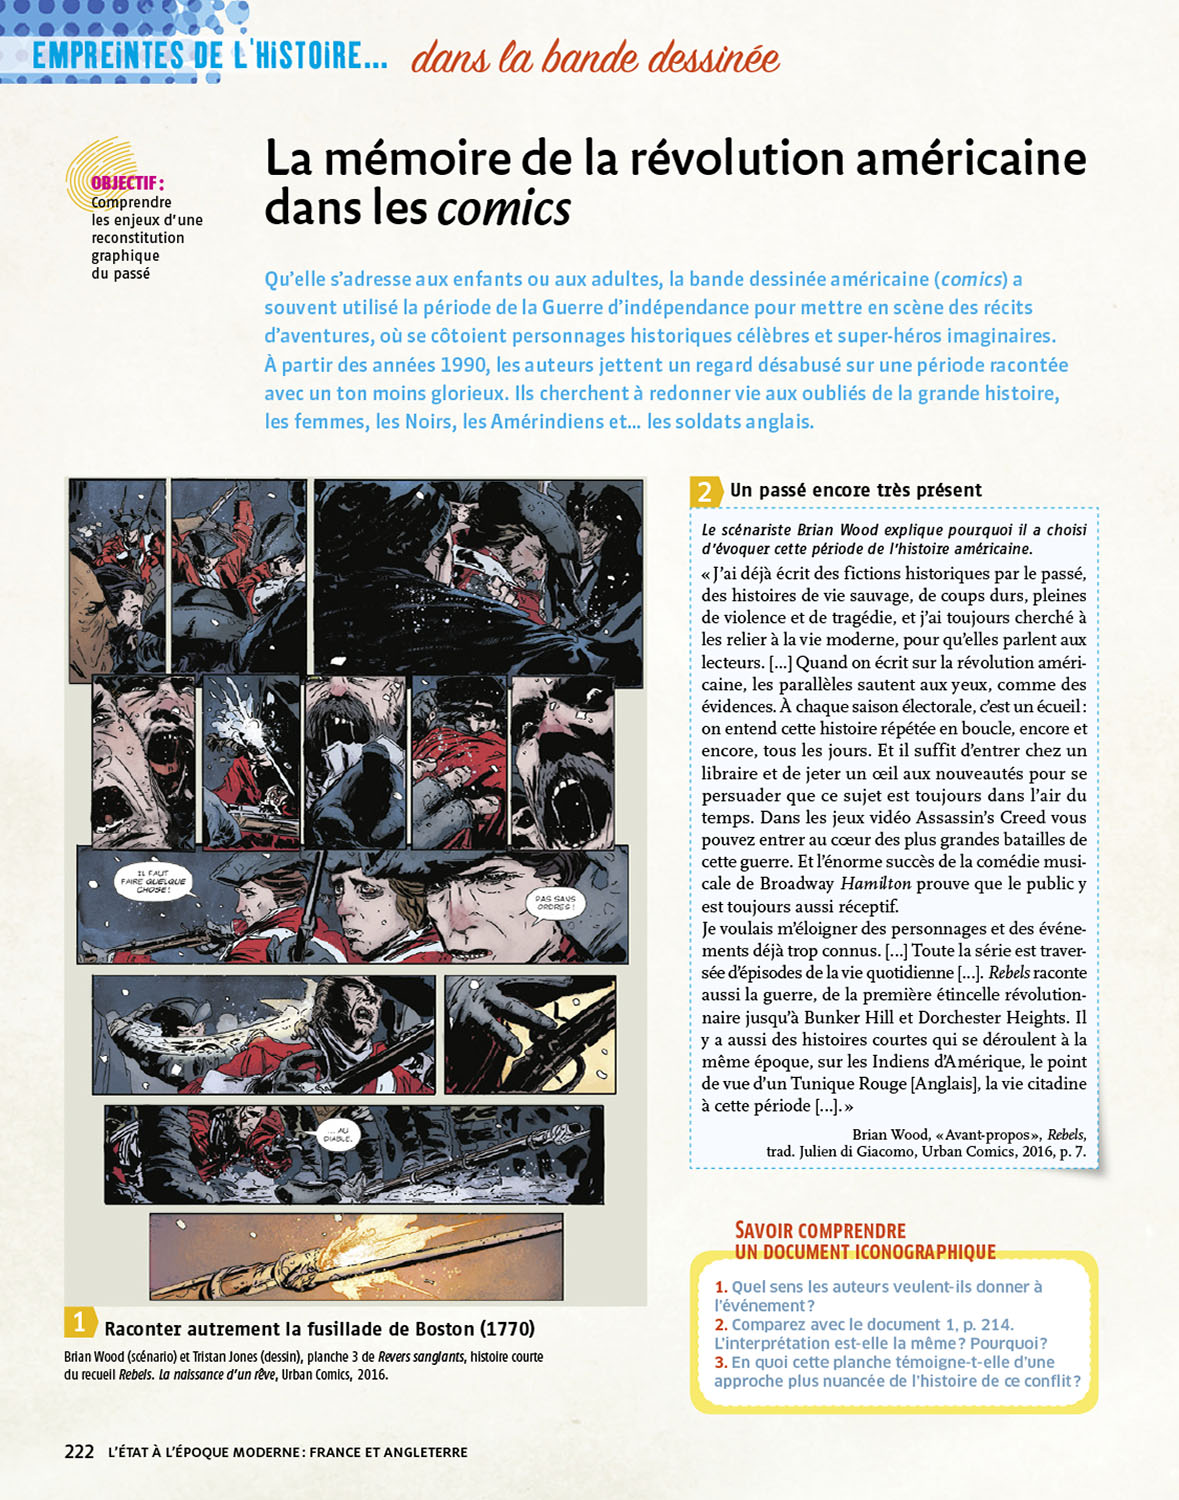 EMPREINTES DE L'HISTOIRE... dans la bande dessinée
OBJECTIF :
Comprendre
les enjeux d'une
reconstitution
graphique
du passé
La mémoire de la révolution américaine
dans les comics
Qu'elle s'adresse aux enfants ou aux adultes, la bande dessinée américaine (comics) a
souvent utilisé la période de la Guerre d'indépendance pour mettre en scène des récits
d'aventures, où se côtoient personnages historiques célèbres et super-héros imaginaires.
À partir des années 1990, les auteurs jettent un regard désabusé sur une période racontée
avec un ton moins glorieux. Ils cherchent à redonner vie aux oubliés de la grande histoire,
les femmes, les Noirs, les Amérindiens et... les soldats anglais.
IL FAUT
FAIRE QUELQUE
CHOSE !
PAS SANS
ORDRES !
... AU
DIABLE.
1 Raconter autrement la fusillade de Boston (1770)
Brian Wood (scénario) et Tristan Jones (dessin), planche 3 de Revers sanglants, histoire courte
du recueil Rebels. La naissance d'un rêve, Urban Comics, 2016.
2 Un passé encore très présent
Le scénariste Brian Wood explique pourquoi il a choisi
d'évoquer cette période de l'histoire américaine.
« J'ai déjà écrit des fictions historiques par le passé,
des histoires de vie sauvage, de coups durs, pleines
de violence et de tragédie, et j'ai toujours cherché à
les relier à la vie moderne, pour qu'elles parlent aux
lecteurs. [...] Quand on écrit sur la révolution améri-
caine, les parallèles sautent aux yeux, comme des
évidences. À chaque saison électorale, c'est un écueil :
on entend cette histoire répétée en boucle, encore et
encore, tous les jours. Et il suffit d'entrer chez un
libraire et de jeter un œil aux nouveautés pour se
persuader que ce sujet est toujours dans l'air du
temps. Dans les jeux vidéo Assassin's Creed vous
pouvez entrer au cœur des plus grandes batailles de
cette guerre. Et l'énorme succès de la comédie musi-
cale de Broadway Hamilton prouve que le public y
est toujours aussi réceptif.
Je voulais m'éloigner des personnages et des événe-
ments déjà trop connus. [...] Toute la série est traver-
sée d'épisodes de la vie quotidienne [...]. Rebels raconte
aussi la guerre, de la première étincelle révolution-
naire jusqu'à Bunker Hill et Dorchester Heights. Il
y a aussi des histoires courtes qui se déroulent à la
même époque, sur les Indiens d'Amérique, le point
de vue d'un Tunique Rouge [Anglais], la vie citadine
à cette période [...]. »
Brian Wood, « Avant-propos », Rebels,
trad. Julien di Giacomo, Urban Comics, 2016, p. 7.
SAVOIR COMPRENDRE
UN DOCUMENT ICONOGRAPHIQUE
1. Quel sens les auteurs veulent-ils donner à
l'événement ?
2. Comparez avec le document 1, p. 214.
L'interprétation est-elle la même ? Pourquoi ?
3. En quoi cette planche témoigne-t-elle d'une
approche plus nuancée de l'histoire de ce conflit ?
222 L'ÉTAT À L'ÉPOQUE MODERNE : FRANCE ET ANGLETERRE